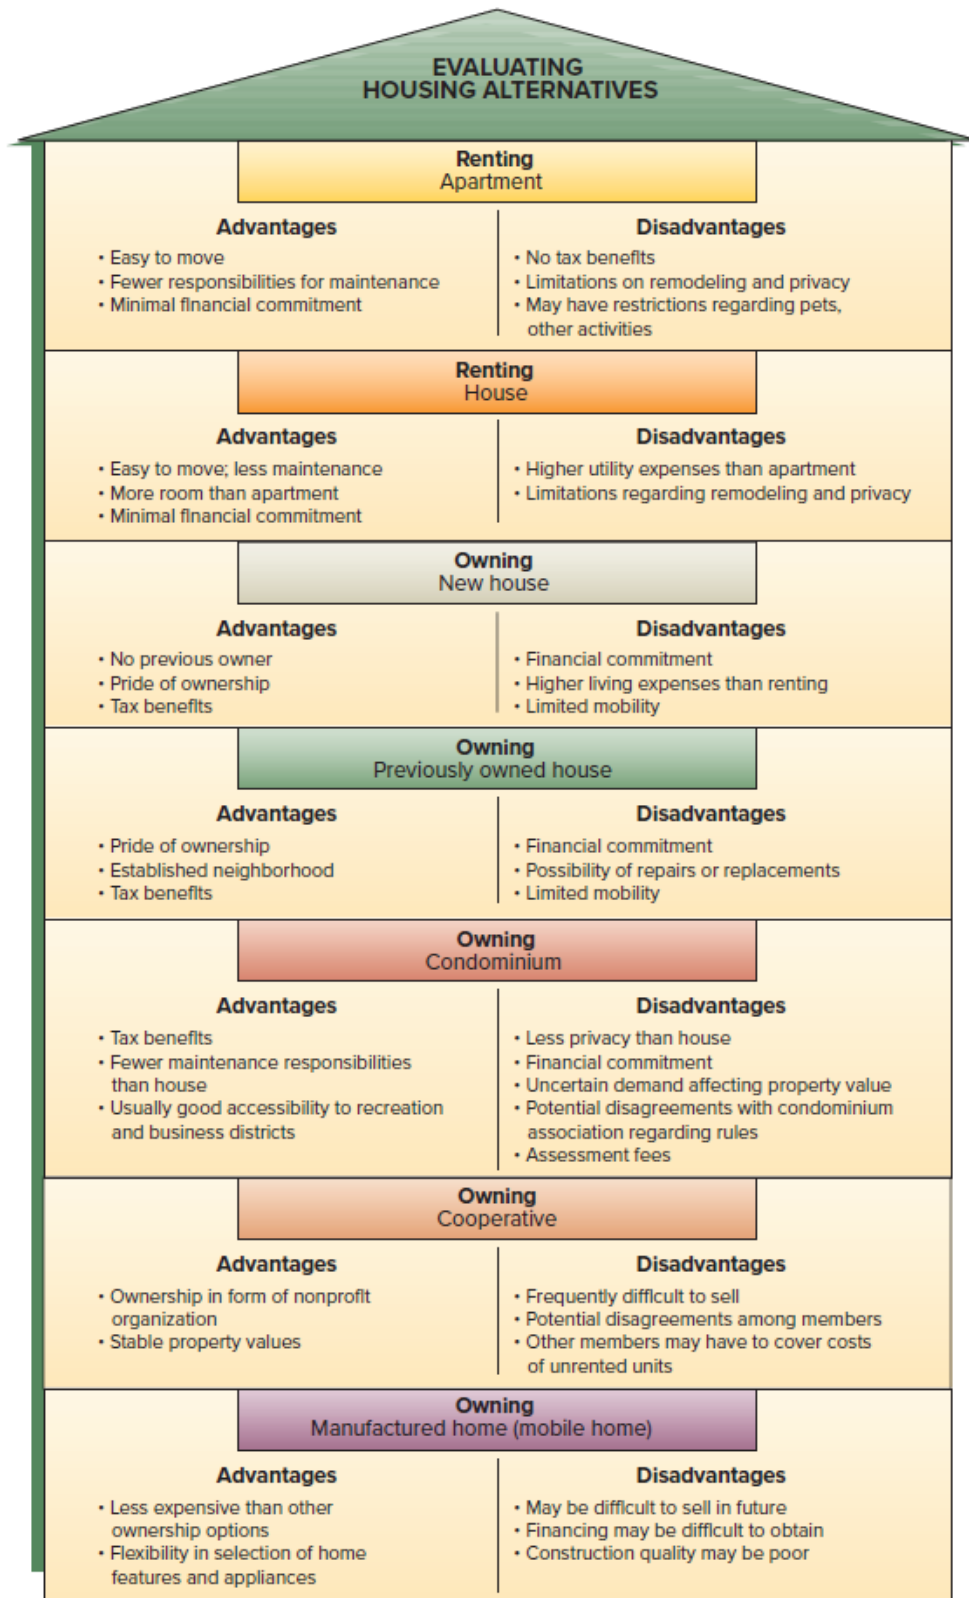 EVALUATING
HOUSING ALTERNATIVES
Renting
Apartment
Advantages
• Easy to move
• Fewer responsibilities for maintenance
• Minimal financial commitment
Disadvantages
• No tax benefits
• Limitations on remodeling and privacy
• May have restrictions regarding pets,
other activities
Renting
House
Advantages
• Easy to move; less maintenance
• More room than apartment
• Minimal financial commitment
Disadvantages
• Higher utility expenses than apartment
• Limitations regarding remodeling and privacy
Owning
New house
Advantages
• No previous owner
• Pride of ownership
• Tax benefits
Disadvantages
• Financial commitment
• Higher living expenses than renting
• Limited mobility
Owning
Previously owned house
Advantages
• Pride of ownership
• Established neighborhood
• Tax benefits
Disadvantages
• Financial commitment
• Possibility of repairs or replacements
• Limited mobility
Owning
Condominium
Advantages
• Tax benefits
• Fewer maintenance responsibilities
than house
• Usually good accessibility to recreation
and business districts
Disadvantages
• Less privacy than house
• Financial commitment
• Uncertain demand affecting property value
• Potential disagreements with condominium
association regarding rules
• Assessment fees
Owning
Cooperative
Advantages
• Ownership in form of nonprofit
organization
• Stable property values
Disadvantages
• Frequently difficult to sell
• Potential disagreements among members
• Other members may have to cover costs
of unrented units
Owning
Manufactured home (mobile home)
Advantages
• Less expensive than other
ownership options
• Flexibility in selection of home
features and appliances
Disadvantages
• May be difficult to sell in future
• Financing may be difficult to obtain
• Construction quality may be poor